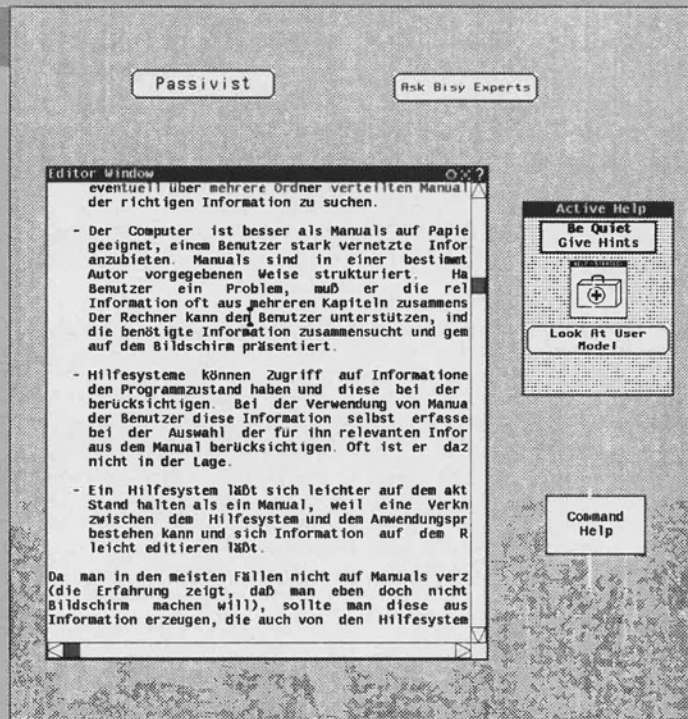 Passivist
Ask Bisy Experts
Editor Window
eventuell über mehrere Ordner verteilten Manual
der richtigen Information zu suchen.
- Der Computer ist besser als Manuals auf Papie
geeignet, einem Benutzer stark vernetzte Infor
anzubieten. Manuals sind in einer bestimmt
Autor vorgegebenen Weise strukturiert. Ha
Benutzer ein Problem, muß er die rel
Information oft aus mehreren Kapiteln zusammens
Der Rechner kann den Benutzer unterstützen, ind
die benötigte Information zusammensucht und gem
auf dem Bildschirm präsentiert.
- Hilfesysteme können Zugriff auf Informatione
den Programmzustand haben und diese bei der
berücksichtigen. Bei der Verwendung von Manua
der Benutzer diese Information selbst erfasse
bei der Auswahl der für ihn relevanten Infor
aus dem Manual berücksichtigen. Oft ist er daz
nicht in der Lage.
- Ein Hilfesystem läßt sich leichter auf dem akt
Stand halten als ein Manual, weil eine Verkn
zwischen dem Hilfesystem und dem Anwendungspr
bestehen kann und sich Information auf dem R
leicht editieren läßt.
Da man in den meisten Fällen nicht auf Manuals verz
(die Erfahrung zeigt, daß man eben doch nicht
Bildschirm machen will), sollte man diese aus
Information erzeugen, die auch von den Hilfesystem
Active Help
Be Quiet
Give Hints
Look At User
Model
Command
Help